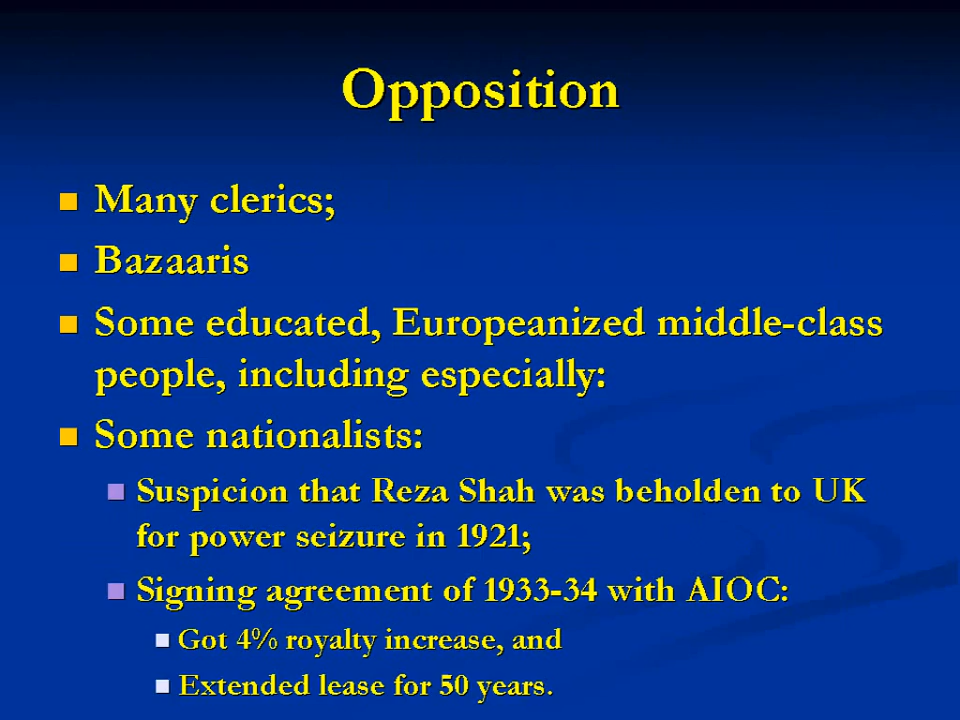 Opposition
Many clerics;
Bazaaris
Some educated, Europeanized middle-class
people, including especially:
Some nationalists:
Suspicion that Reza Shah was beholden to UK
for power seizure in 1921;
Signing agreement of 1933-34 with AIOC:
Got 4% royalty increase, and
Extended lease for 50 years.